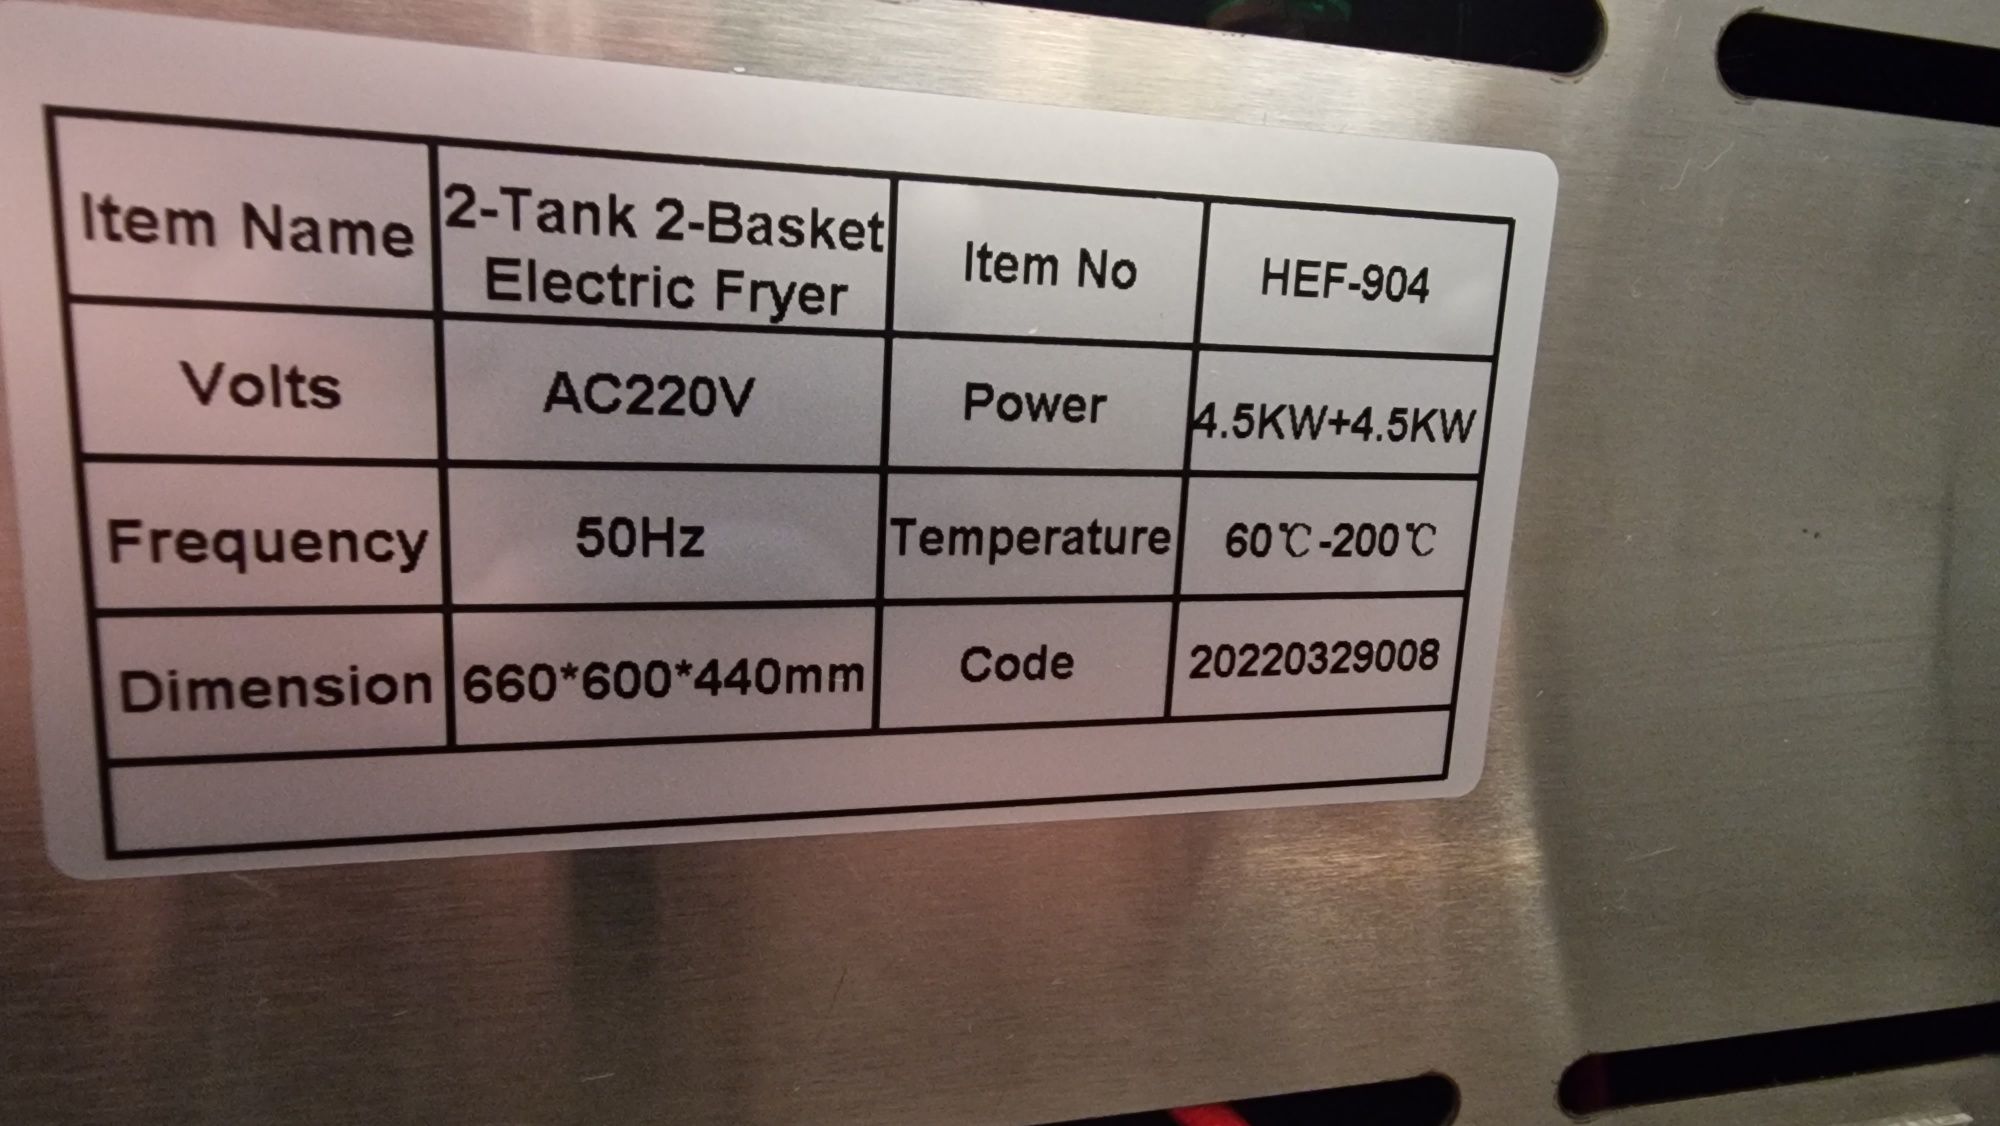 Item Name 2-Tank 2-Basket Electric Fryer Item No HEF-904
Volts AC220V Power 4.5KW+4.5KW
Frequency 50Hz Temperature 60℃-200℃
Dimension 660*600*440mm Code 20220329008